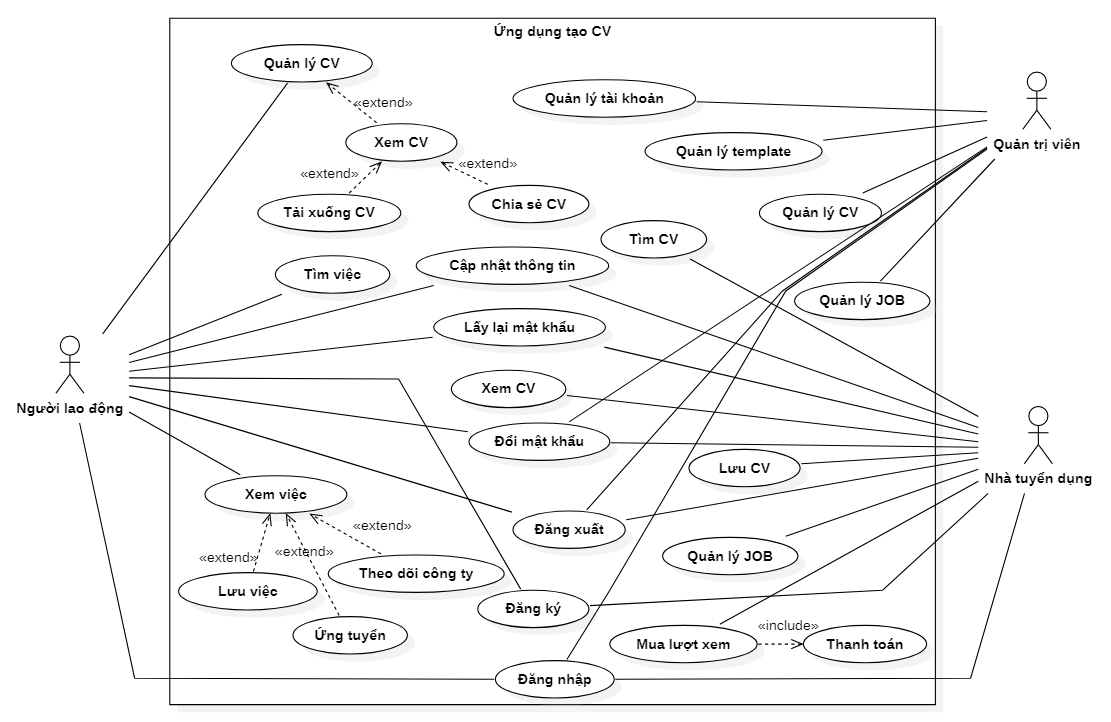 Ứng dụng tạo CV
Quản lý CV
«extend»
Xem CV
«extend»
«extend»
Tải xuống CV
Chia sẻ CV
Quản lý tài khoản
Quản lý template
Quản lý CV
Quản trị viên
Tìm CV
Tìm việc
Cập nhật thông tin
Quản lý JOB
Lấy lại mật khẩu
Người lao động
Xem CV
Đổi mật khẩu
Lưu CV
Nhà tuyển dụng
Xem việc
Đăng xuất
«extend»
«extend»
«extend»
Quản lý JOB
Theo dõi công ty
Lưu việc
Đăng ký
Ứng tuyển
«include»
Mua lượt xem
Thanh toán
Đăng nhập